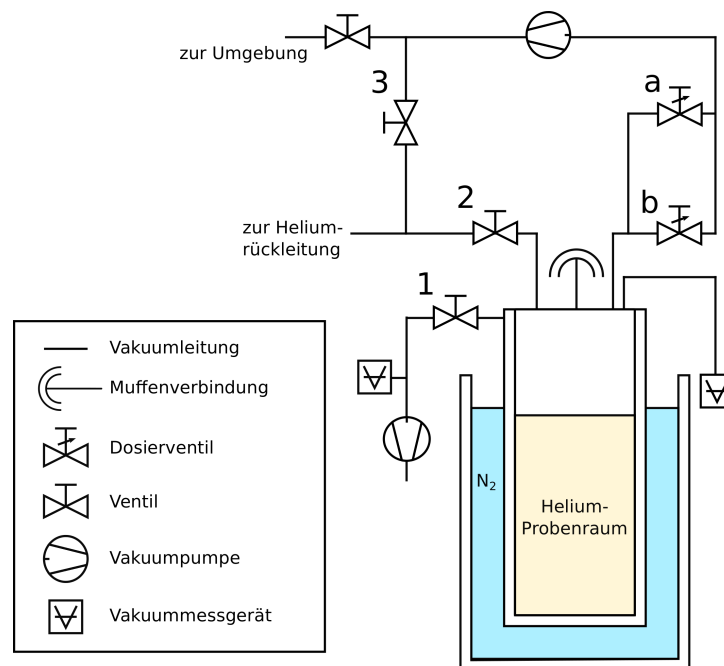 zur Umgebung
3
a
2
b
zur Helium-
rückleitung
1
Vakuumleitung
Muffenverbindung
Dosierventil
Ventil
Vakuumpumpe
Vakuummessgerät
N₂
Helium-
Probenraum